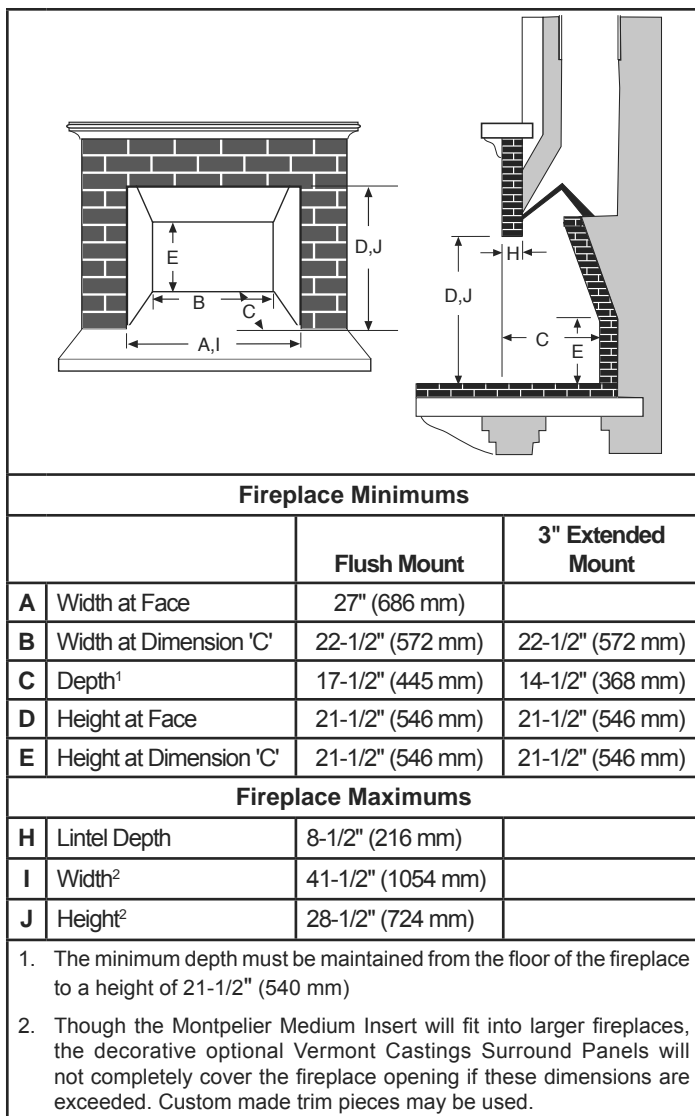 D,J
E
B
C
A,I
H
D,J
C
E
Fireplace Minimums
Flush Mount
3" Extended
Mount
A Width at Face 27" (686 mm)
B Width at Dimension 'C' 22-1/2" (572 mm) 22-1/2" (572 mm)
C Depth¹ 17-1/2" (445 mm) 14-1/2" (368 mm)
D Height at Face 21-1/2" (546 mm) 21-1/2" (546 mm)
E Height at Dimension 'C' 21-1/2" (546 mm) 21-1/2" (546 mm)
Fireplace Maximums
H Lintel Depth 8-1/2" (216 mm)
I Width² 41-1/2" (1054 mm)
J Height² 28-1/2" (724 mm)
1. The minimum depth must be maintained from the floor of the fireplace
to a height of 21-1/2" (540 mm)
2. Though the Montpelier Medium Insert will fit into larger fireplaces,
the decorative optional Vermont Castings Surround Panels will
not completely cover the fireplace opening if these dimensions are
exceeded. Custom made trim pieces may be used.